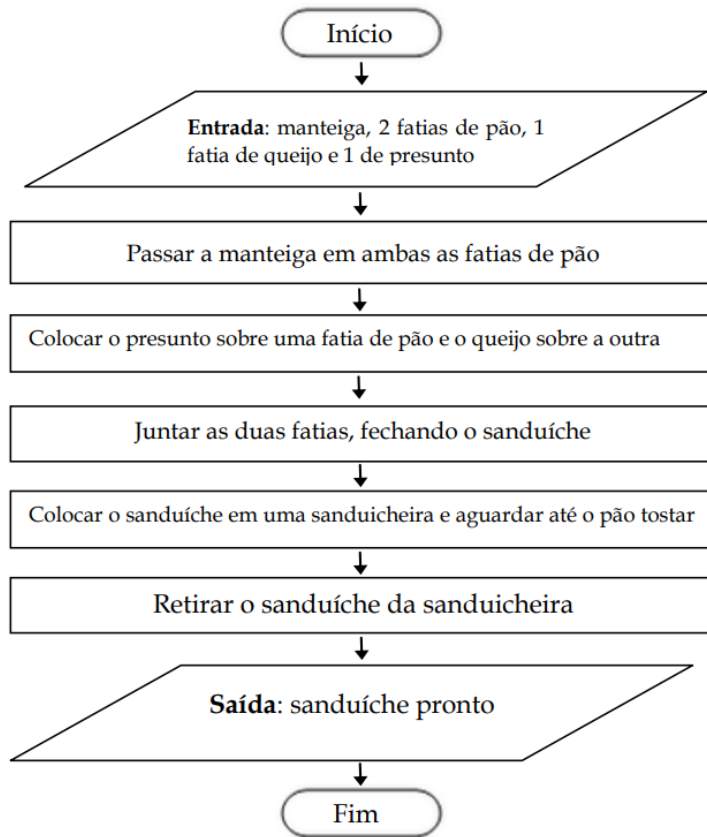 Início
Entrada: manteiga, 2 fatias de pão, 1
fatia de queijo e 1 de presunto
Passar a manteiga em ambas as fatias de pão
Colocar o presunto sobre uma fatia de pão e o queijo sobre a outra
Juntar as duas fatias, fechando o sanduíche
Colocar o sanduíche em uma sanduicheira e aguardar até o pão tostar
Retirar o sanduíche da sanduicheira
Saída: sanduíche pronto
Fim